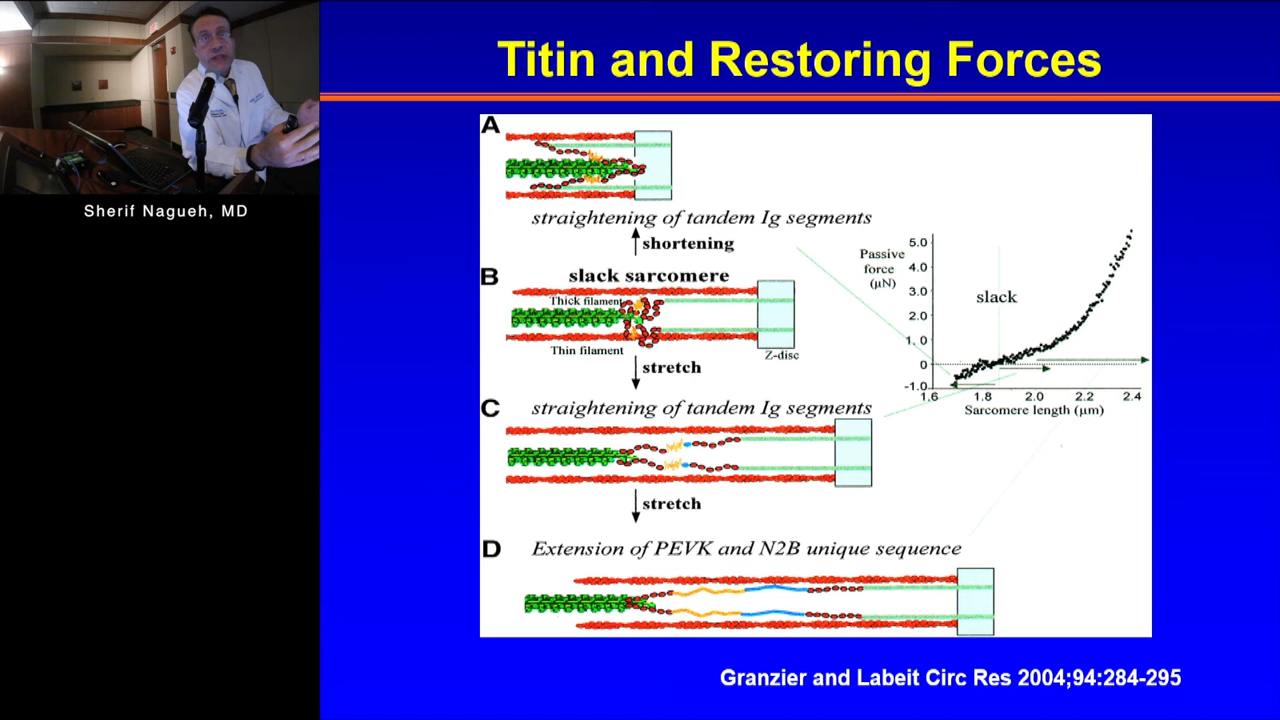 Titin and Restoring Forces
Sherif Nagueh, MD
A
straightening of tandem Ig segments
shortening
B
slack sarcomere
Thick filament
Thin filament
Z-disc
stretch
C
straightening of tandem Ig segments
stretch
D
Extension of PEVK and N2B unique sequence
Passive
force
(µN)
5.0
4.0
3.0
2.0
1.0
0
-1.0
slack
1.6 1.8 2.0 2.2 2.4
Sarcomere length (µm)
Granzier and Labeit Circ Res 2004;94:284-295